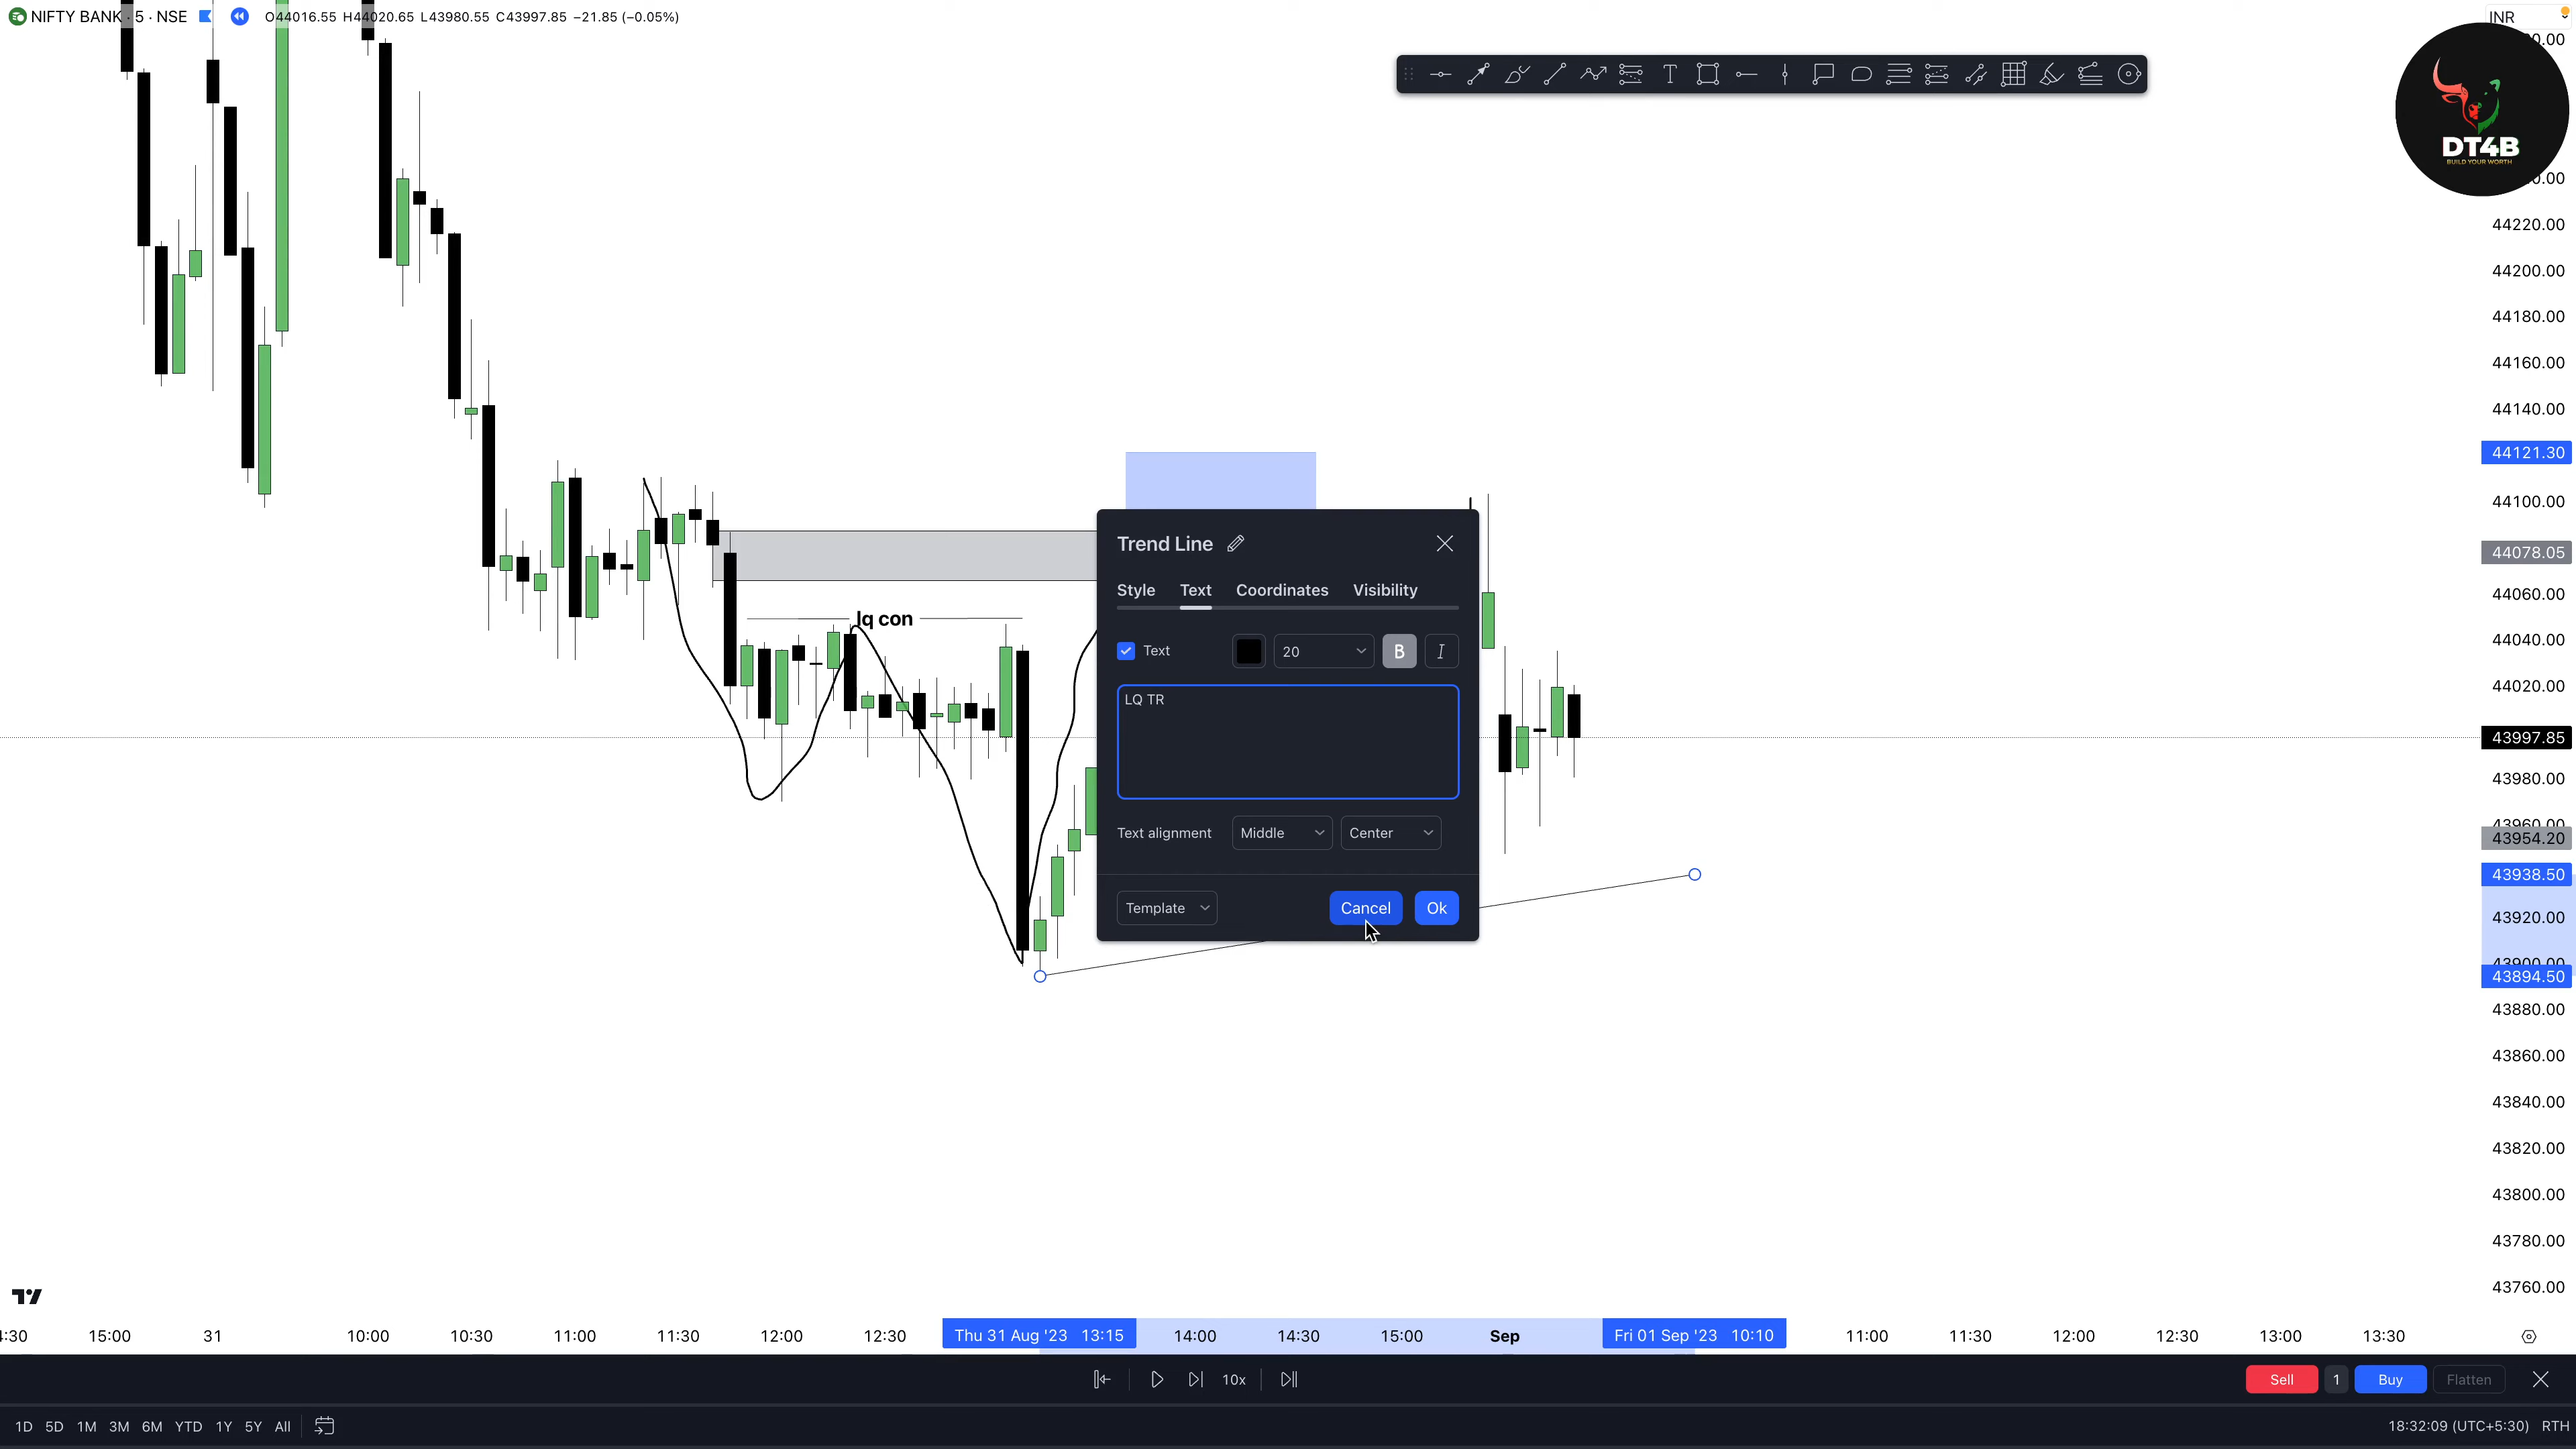 NIFTY BANK · 5 · NSE O44016.55 H44020.65 L43980.55 C43997.85 −21.85 (−0.05%)
INR
DT4B
BUILD YOUR WORTH
44220.00
44200.00
44180.00
44160.00
44140.00
44121.30
44100.00
44078.05
44060.00
44040.00
44020.00
43997.85
43980.00
43960.00
43954.20
43938.50
43920.00
43900.00
43894.50
43880.00
43860.00
43840.00
43820.00
43800.00
43780.00
43760.00
lq con
Trend Line
Style Text Coordinates Visibility
Text 20 B I
LQ TR
Text alignment Middle Center
Template Cancel Ok
15:00 31 10:00 10:30 11:00 11:30 12:00 12:30 Thu 31 Aug '23 13:15 14:00 14:30 15:00 Sep Fri 01 Sep '23 10:10 11:00 11:30 12:00 12:30 13:00 13:30
10x Sell 1 Buy Flatten
1D 5D 1M 3M 6M YTD 1Y 5Y All 18:32:09 (UTC+5:30) RTH